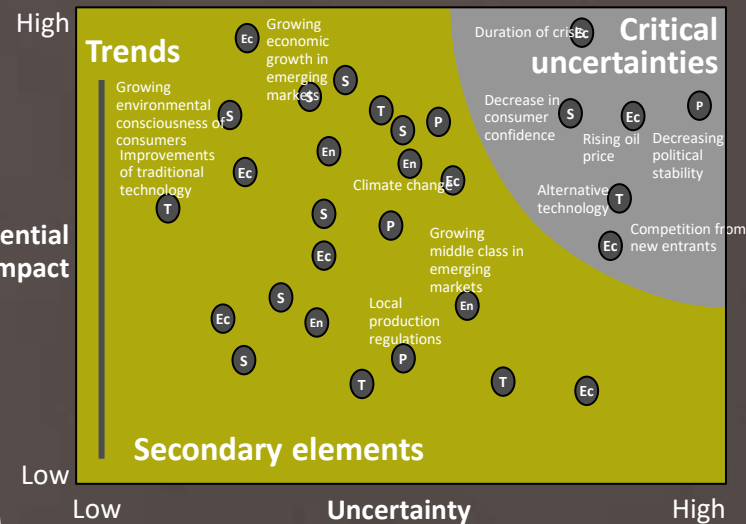 High
Trends
Ec
Growing
economic
growth in
emerging
markets
Duration of crisis
Ec
Critical
uncertainties
Growing
environmental
consciousness of
consumers
S
S
S
T
S
P
Decrease in
consumer
confidence
S
Rising oil
price
Ec
P
Decreasing
political
stability
Improvements
of traditional
technology
T
Ec
En
En
Climate change
Ec
Alternative
technology
T
ential
mpact
S
P
Ec
Growing
middle class in
emerging
markets
Ec
Competition from
new entrants
S
Ec
En
En
Local
production
regulations
S
T
P
T
Ec
Secondary elements
Low
Low
Uncertainty
High